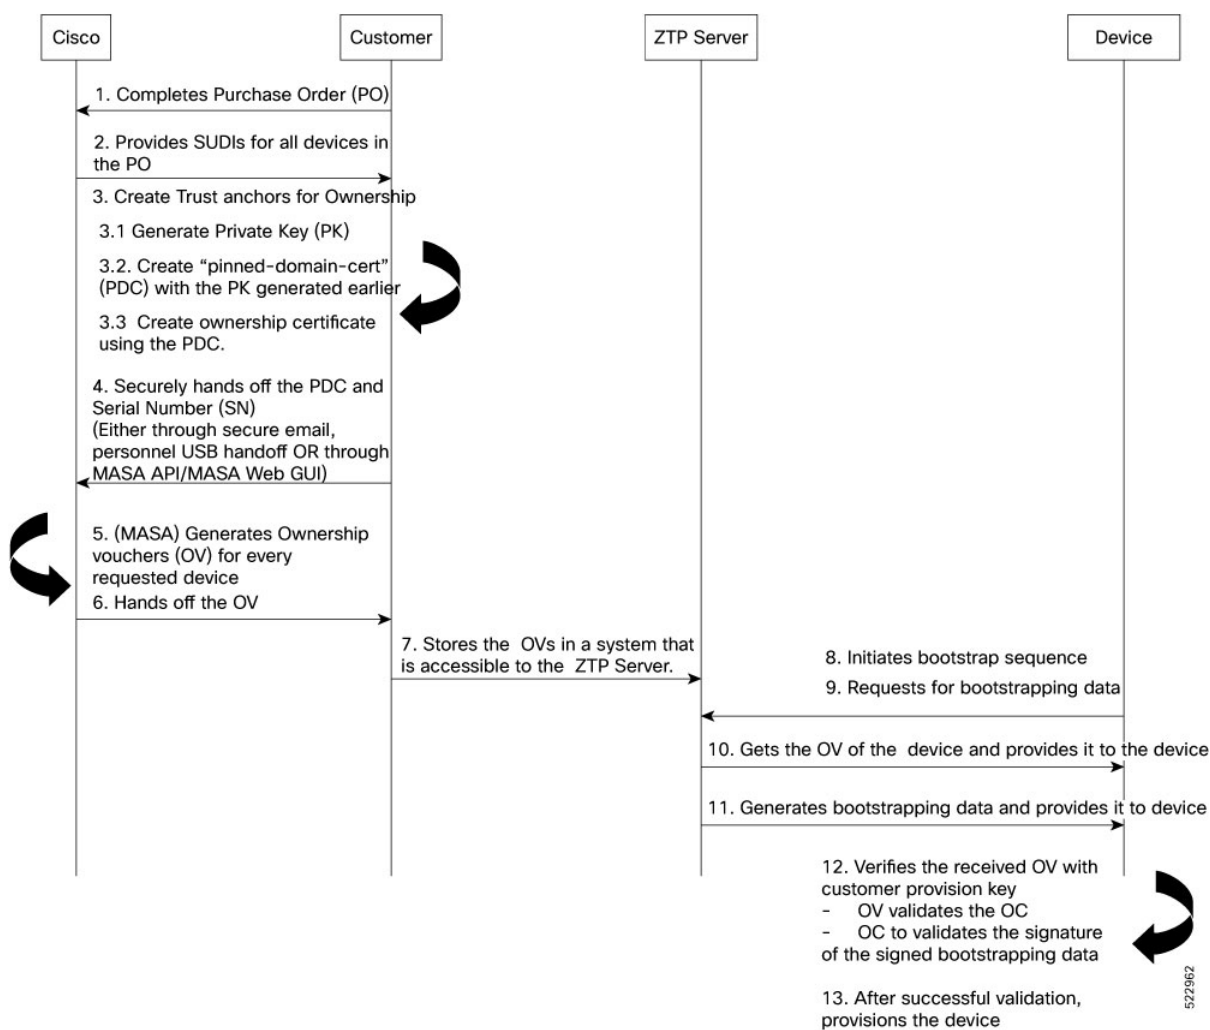 Cisco
Customer
ZTP Server
Device
1. Completes Purchase Order (PO)
2. Provides SUDIs for all devices in
the PO
3. Create Trust anchors for Ownership
3.1 Generate Private Key (PK)
3.2. Create “pinned-domain-cert”
(PDC) with the PK generated earlier
3.3 Create ownership certificate
using the PDC.
4. Securely hands off the PDC and
Serial Number (SN)
(Either through secure email,
personnel USB handoff OR through
MASA API/MASA Web GUI)
5. (MASA) Generates Ownership
vouchers (OV) for every
requested device
6. Hands off the OV
7. Stores the OVs in a system that
is accessible to the ZTP Server.
8. Initiates bootstrap sequence
9. Requests for bootstrapping data
10. Gets the OV of the device and provides it to the device
11. Generates bootstrapping data and provides it to device
12. Verifies the received OV with
customer provision key
- OV validates the OC
- OC to validates the signature
of the signed bootstrapping data
13. After successful validation,
provisions the device
522962